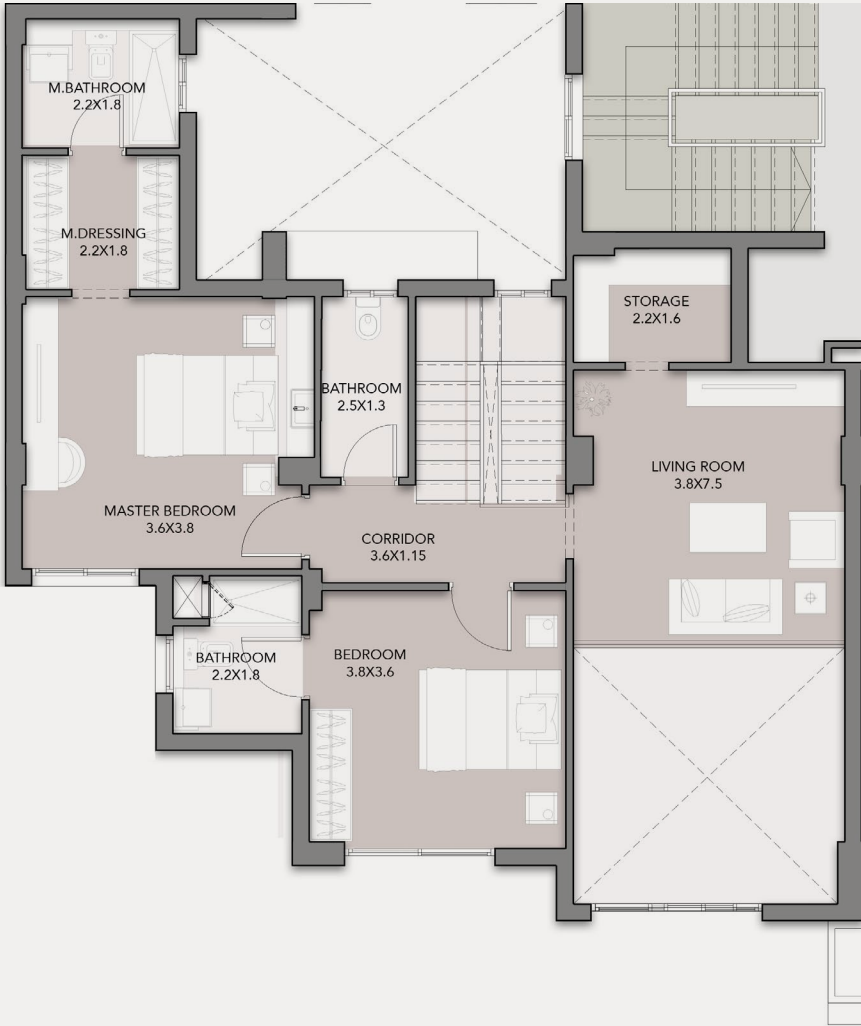 M.BATHROOM
2.2X1.8
M.DRESSING
2.2X1.8
STORAGE
2.2X1.6
BATHROOM
2.5X1.3
LIVING ROOM
3.8X7.5
MASTER BEDROOM
3.6X3.8
CORRIDOR
3.6X1.15
BATHROOM
2.2X1.8
BEDROOM
3.8X3.6